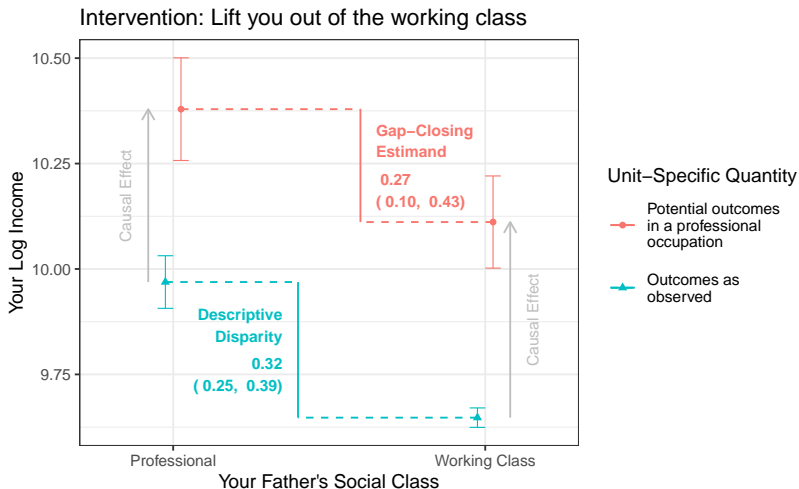 Intervention: Lift you out of the working class
10.50
10.25
10.00
9.75
Your Log Income
Causal Effect
Gap−Closing
Estimand
0.27
( 0.10,  0.43)
Descriptive
Disparity
0.32
( 0.25,  0.39)
Causal Effect
Professional
Working Class
Your Father's Social Class
Unit−Specific Quantity
Potential outcomes
in a professional
occupation
Outcomes as
observed